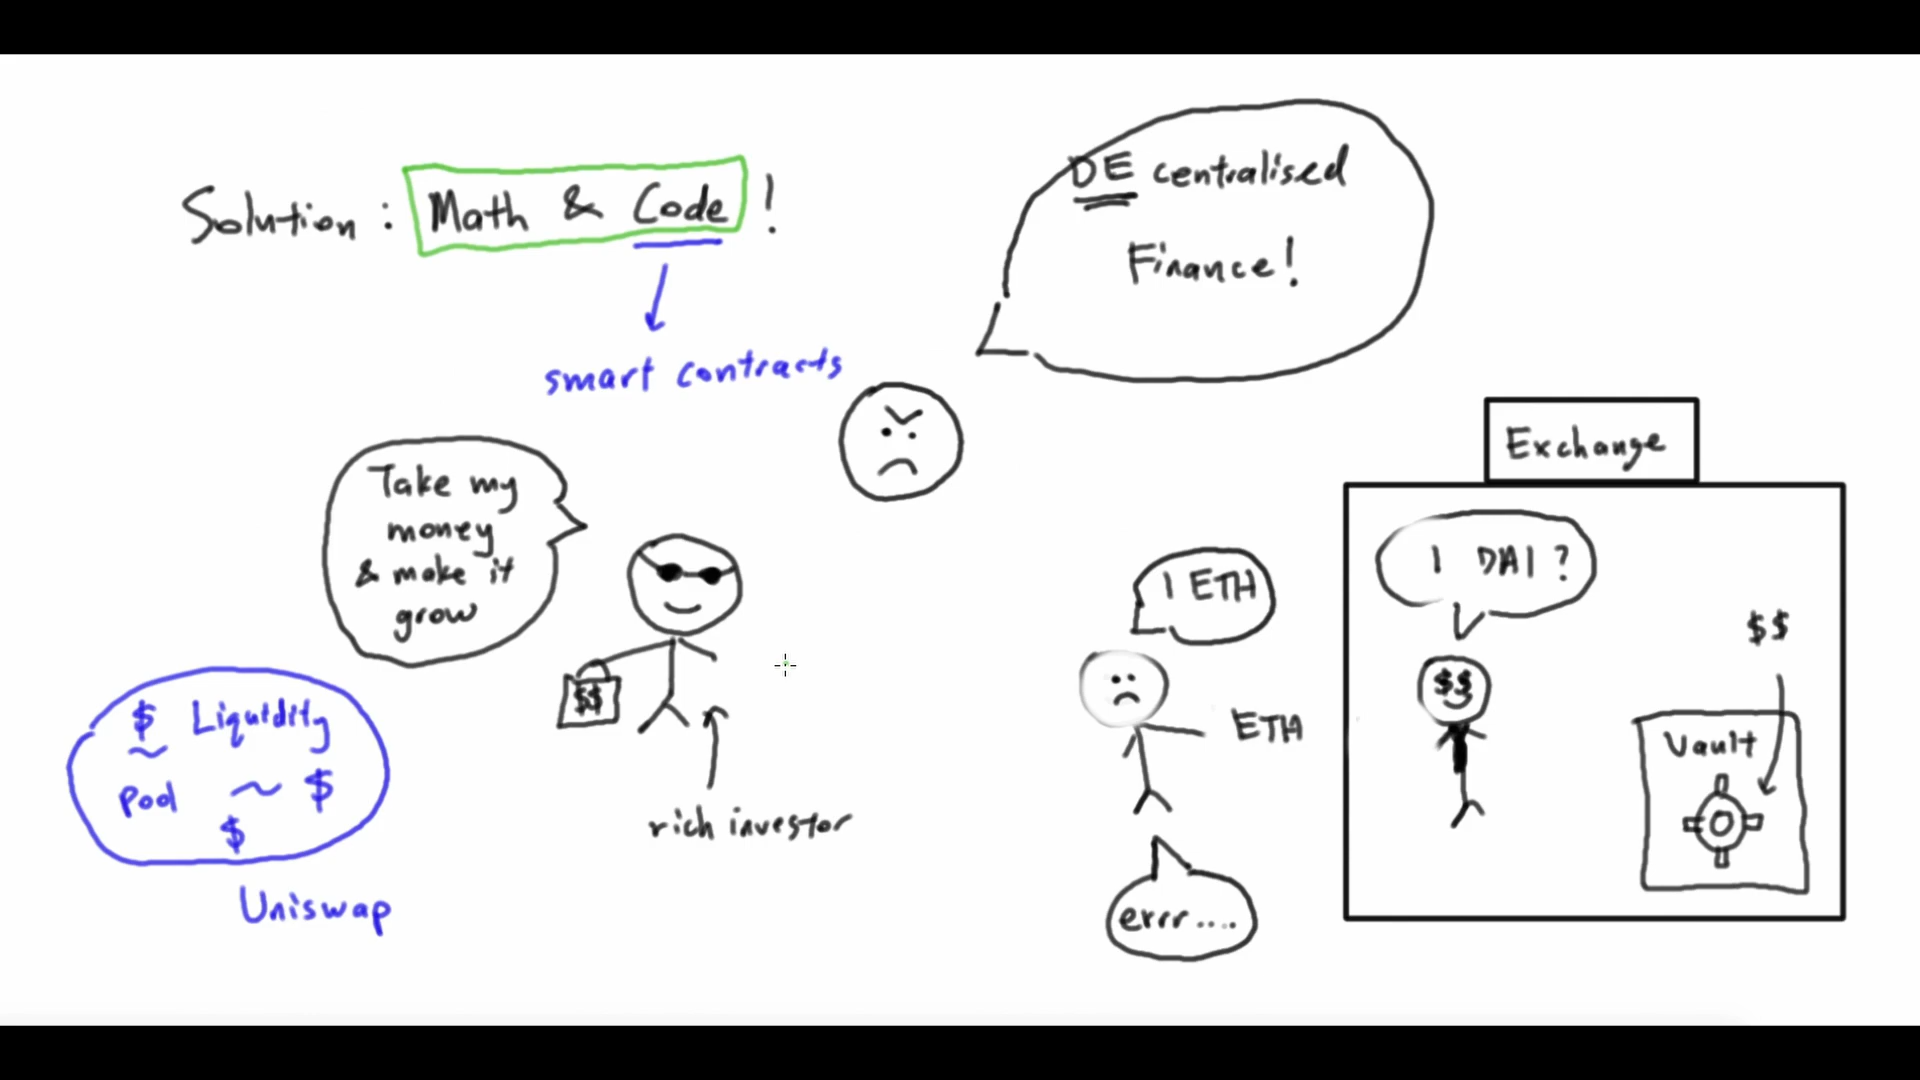 Solution : Math & Code !
smart contracts
DE centralised
Finance!
Take my
money
& make it
grow
$$
rich investor
$ Liquidity
Pool ~ $
$
Uniswap
1 ETH
ETH
errr....
Exchange
1 DAI ?
$$
$$
Vault